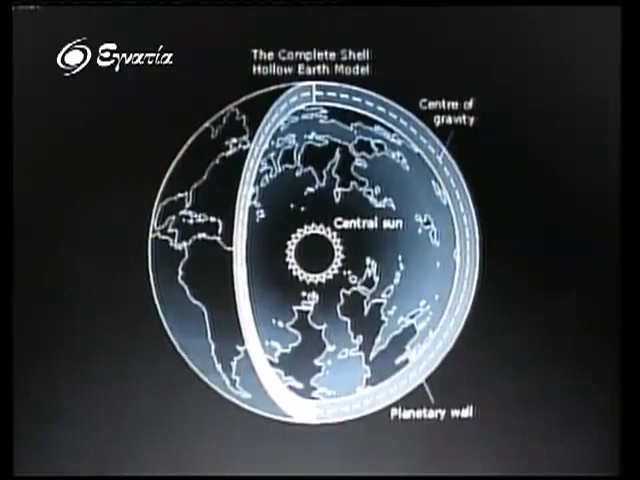 Εγνατία
The Complete Shell
Hollow Earth Model
Centre of
gravity
Central sun
Planetary wall